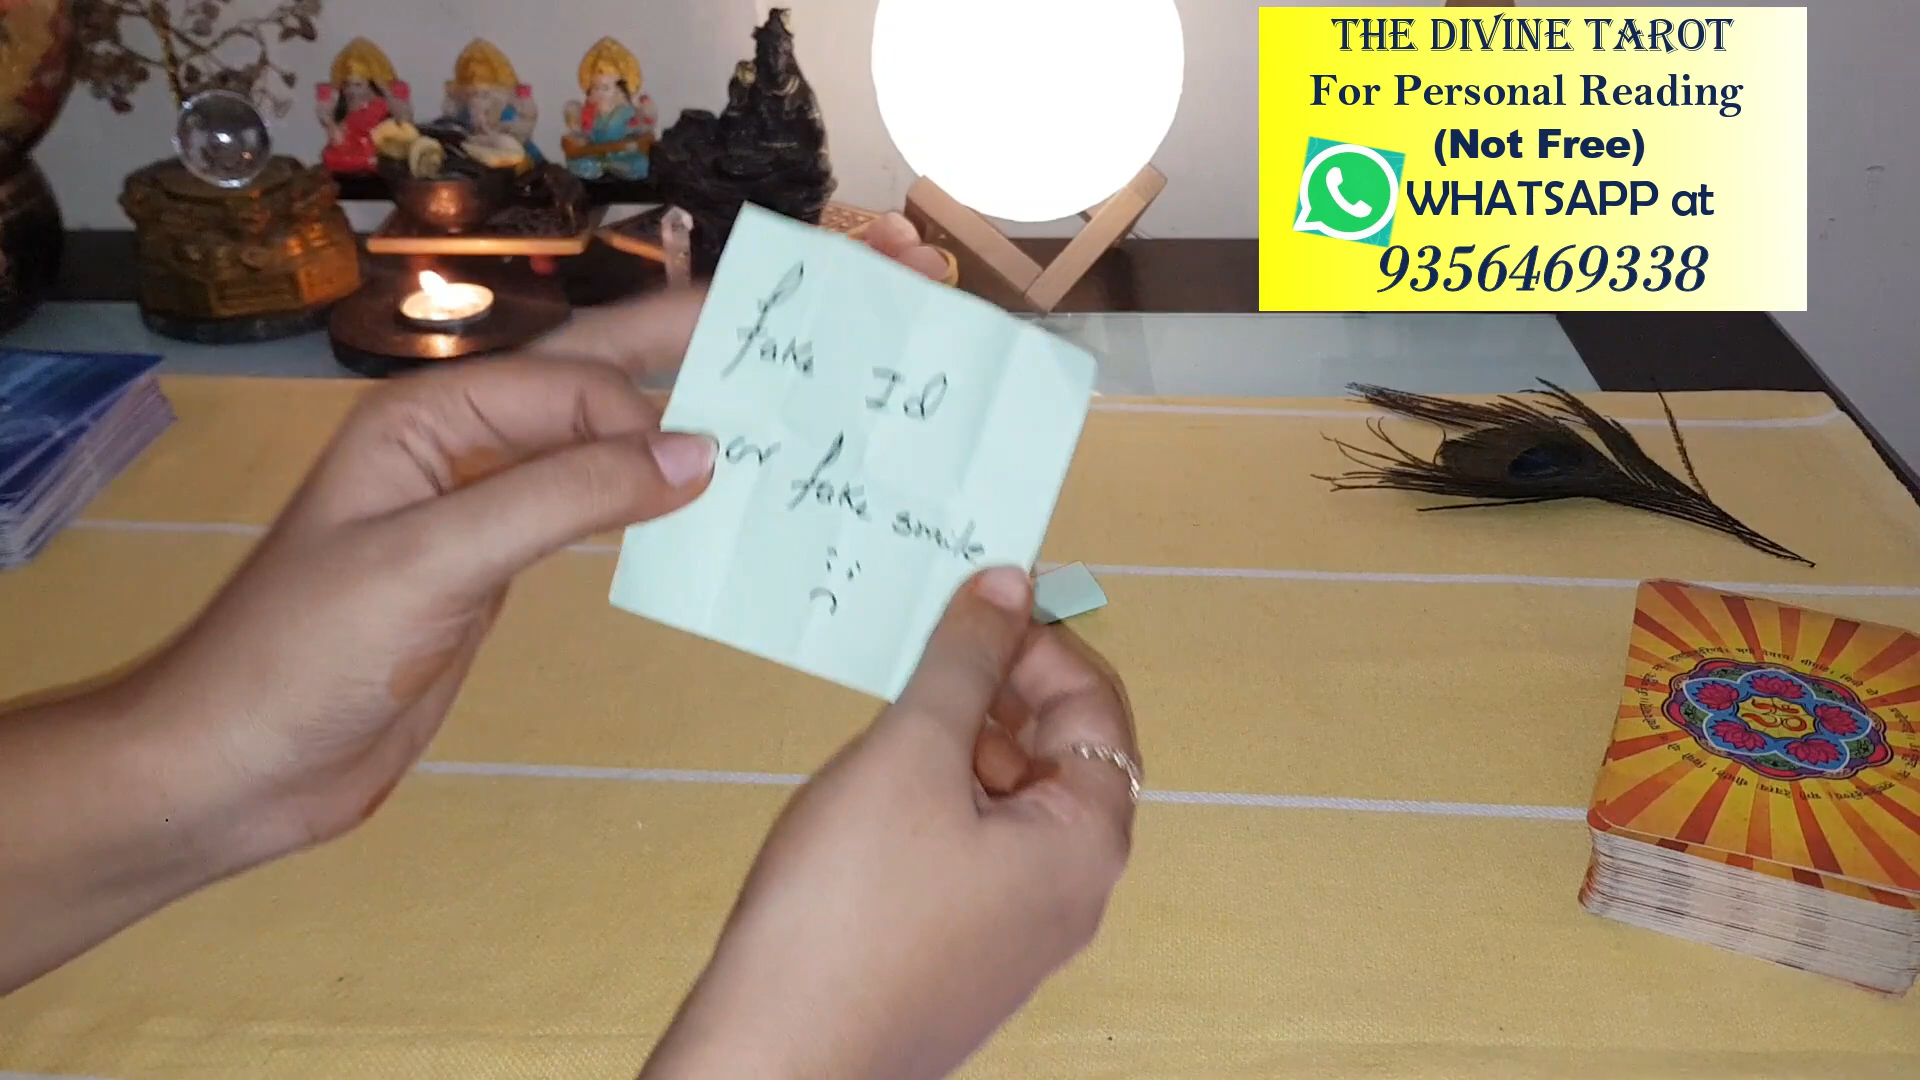 THE DIVINE TAROT
For Personal Reading
(Not Free)
WHATSAPP at
9356469338
fake Id
or fake smile